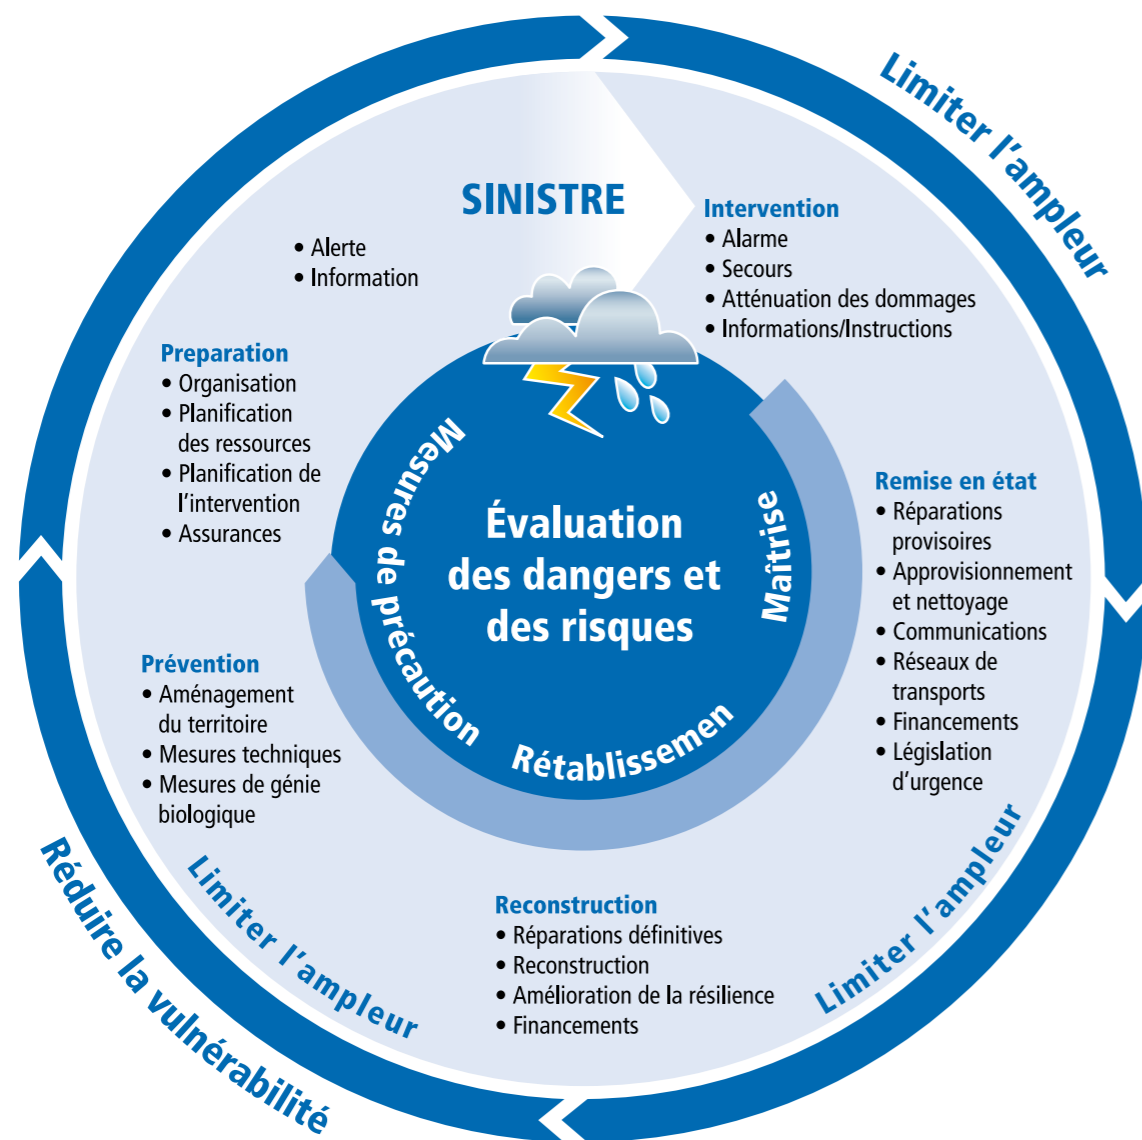 Limiter l'ampleur
SINISTRE
• Alerte
• Information
Intervention
• Alarme
• Secours
• Atténuation des dommages
• Informations/Instructions
Preparation
• Organisation
• Planification
des ressources
• Planification de
l'intervention
• Assurances
Remise en état
• Réparations
provisoires
• Approvisionnement
et nettoyage
• Communications
• Réseaux de
transports
• Financements
• Législation
d'urgence
Évaluation
des dangers et
des risques
Mesures de précaution
Maîtrise
Rétablissemen
Prévention
• Aménagement
du territoire
• Mesures techniques
• Mesures de génie
biologique
Reconstruction
• Réparations définitives
• Reconstruction
• Amélioration de la résilience
• Financements
Limiter l'ampleur
Limiter l'ampleur
Réduire la vulnérabilité